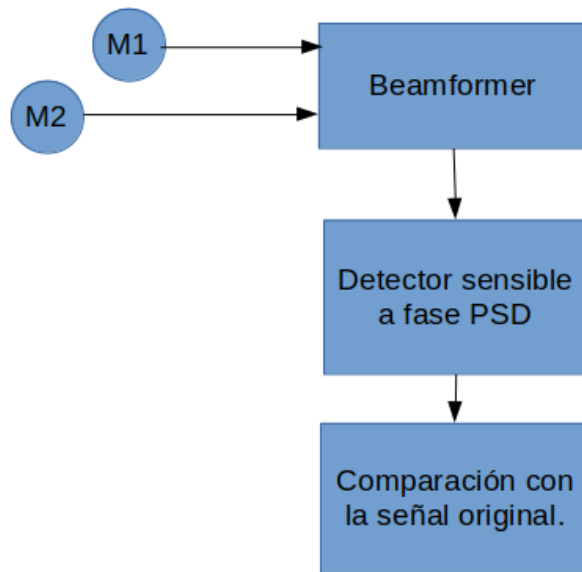 M1
Beamformer
M2
Detector sensible
a fase PSD
Comparación con
la señal original.